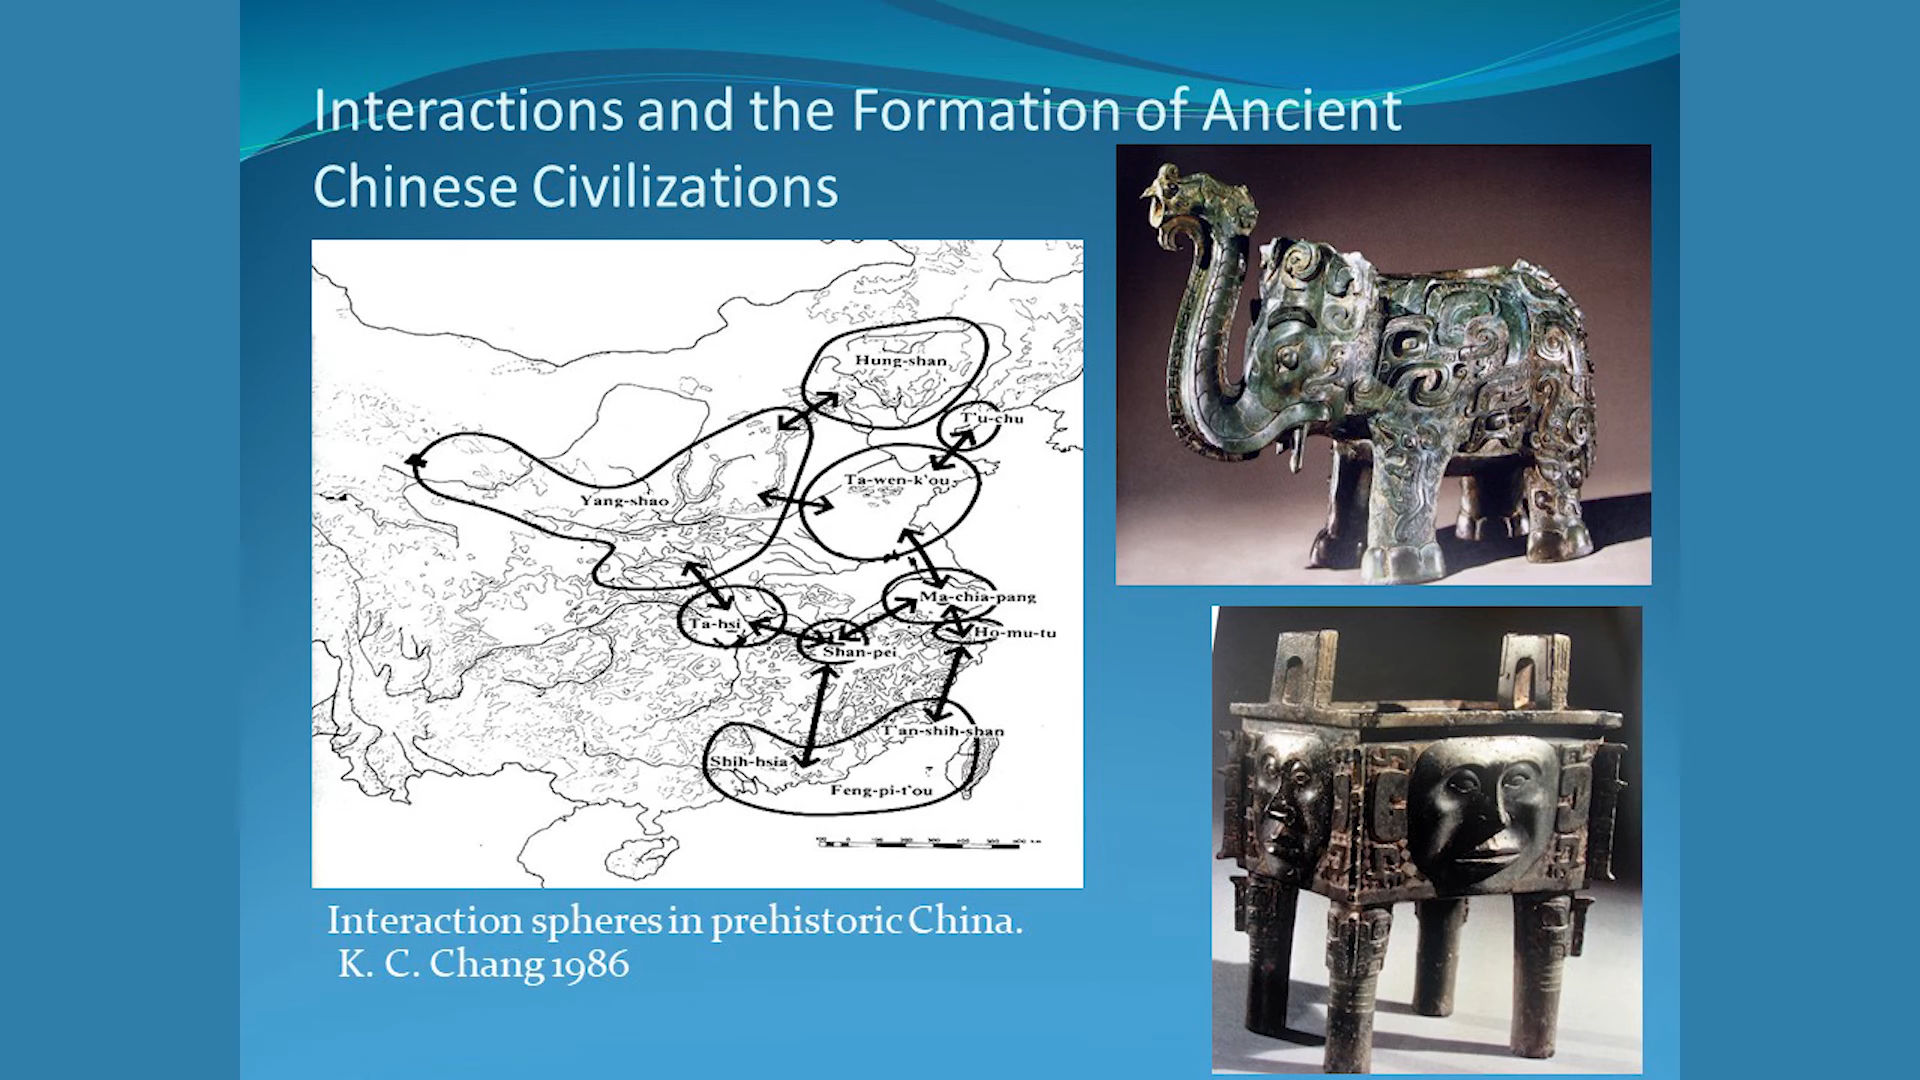 Interactions and the Formation of Ancient
Chinese Civilizations
Hung-shan
T'u-chu
Ta-wen-k'ou
Yang-shao
Ma-chia-pang
Ta-hsi
Ho-mu-tu
Shan-pei
T'an-shih-shan
Shih-hsia
Feng-pi-t'ou
Interaction spheres in prehistoric China.
K. C. Chang 1986